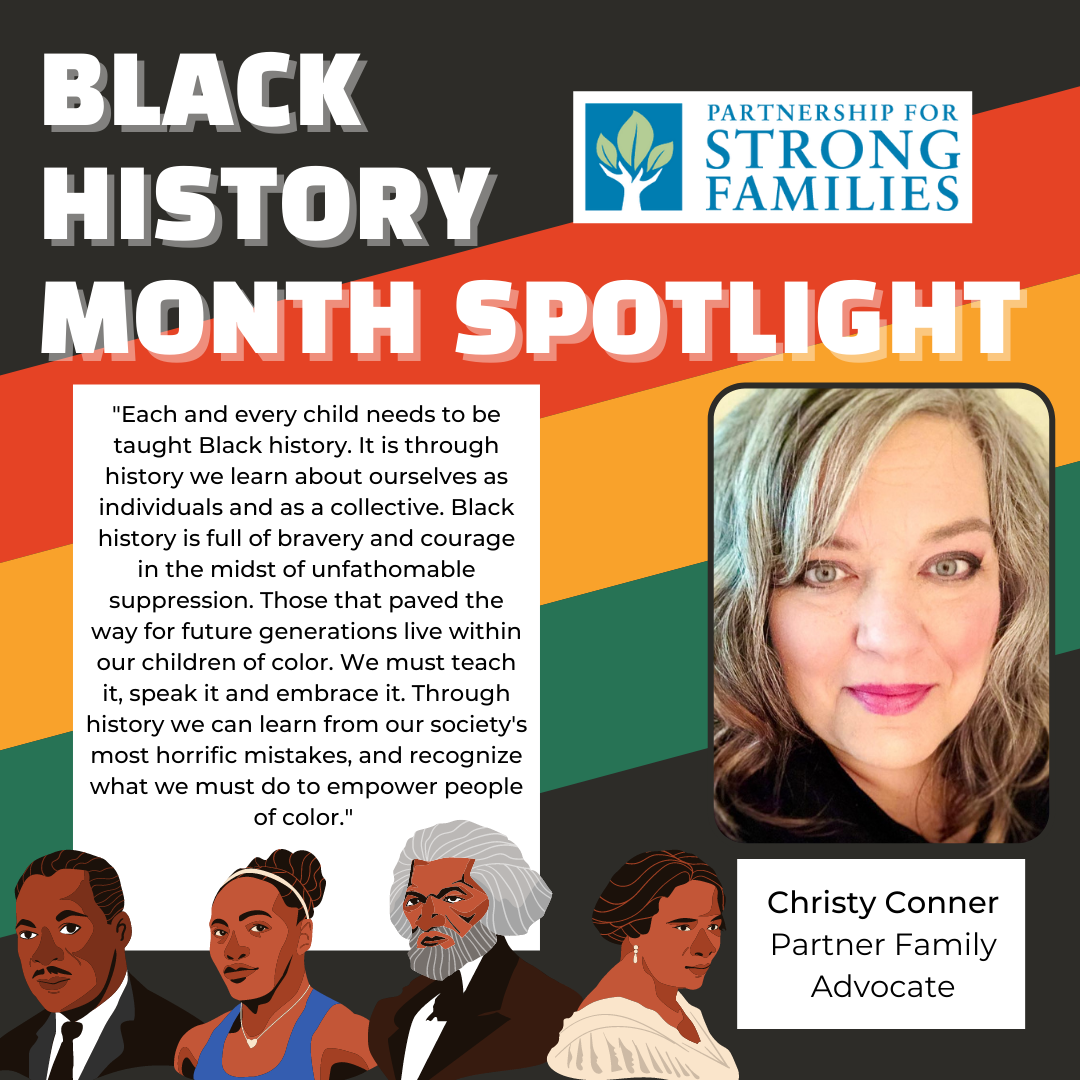 BLACK
HISTORY
MONTH SPOTLIGHT
PARTNERSHIP FOR
STRONG
FAMILIES
"Each and every child needs to be
taught Black history. It is through
history we learn about ourselves as
individuals and as a collective. Black
history is full of bravery and courage
in the midst of unfathomable
suppression. Those that paved the
way for future generations live within
our children of color. We must teach
it, speak it and embrace it. Through
history we can learn from our society's
most horrific mistakes, and recognize
what we must do to empower people
of color."
Christy Conner
Partner Family
Advocate